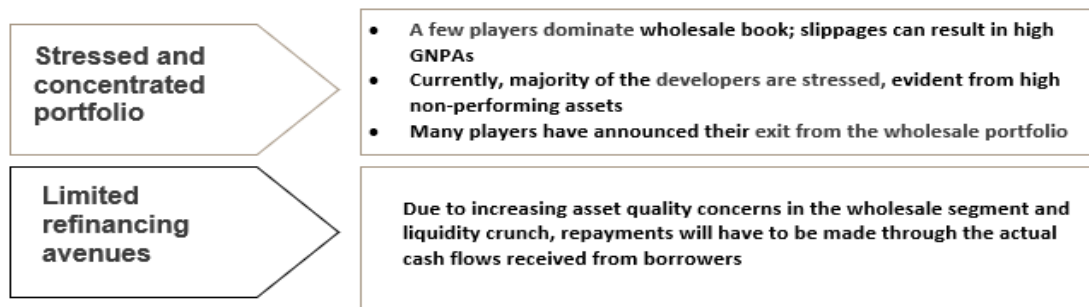 Stressed and
concentrated
portfolio
• A few players dominate wholesale book; slippages can result in high
GNPAs
• Currently, majority of the developers are stressed, evident from high
non-performing assets
• Many players have announced their exit from the wholesale portfolio
Limited
refinancing
avenues
Due to increasing asset quality concerns in the wholesale segment and
liquidity crunch, repayments will have to be made through the actual
cash flows received from borrowers